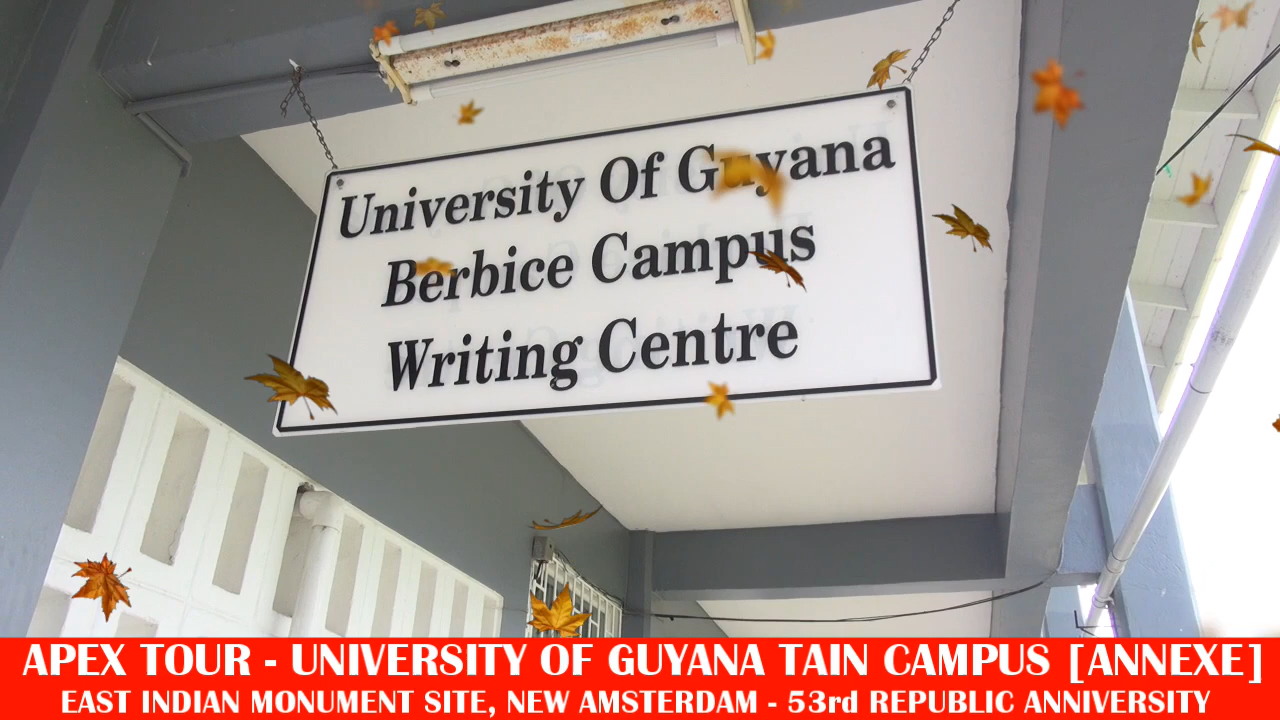 University Of Guyana
Berbice Campus
Writing Centre
APEX TOUR - UNIVERSITY OF GUYANA TAIN CAMPUS [ANNEXE]
EAST INDIAN MONUMENT SITE, NEW AMSTERDAM - 53rd REPUBLIC ANNIVERSITY